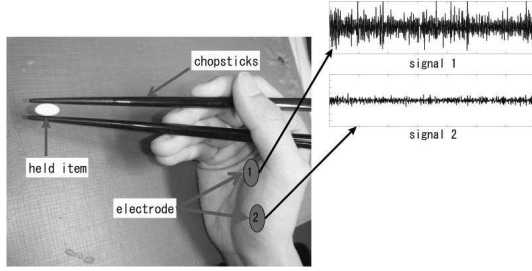 chopsticks
held item
electrode
1
2
signal 1
signal 2